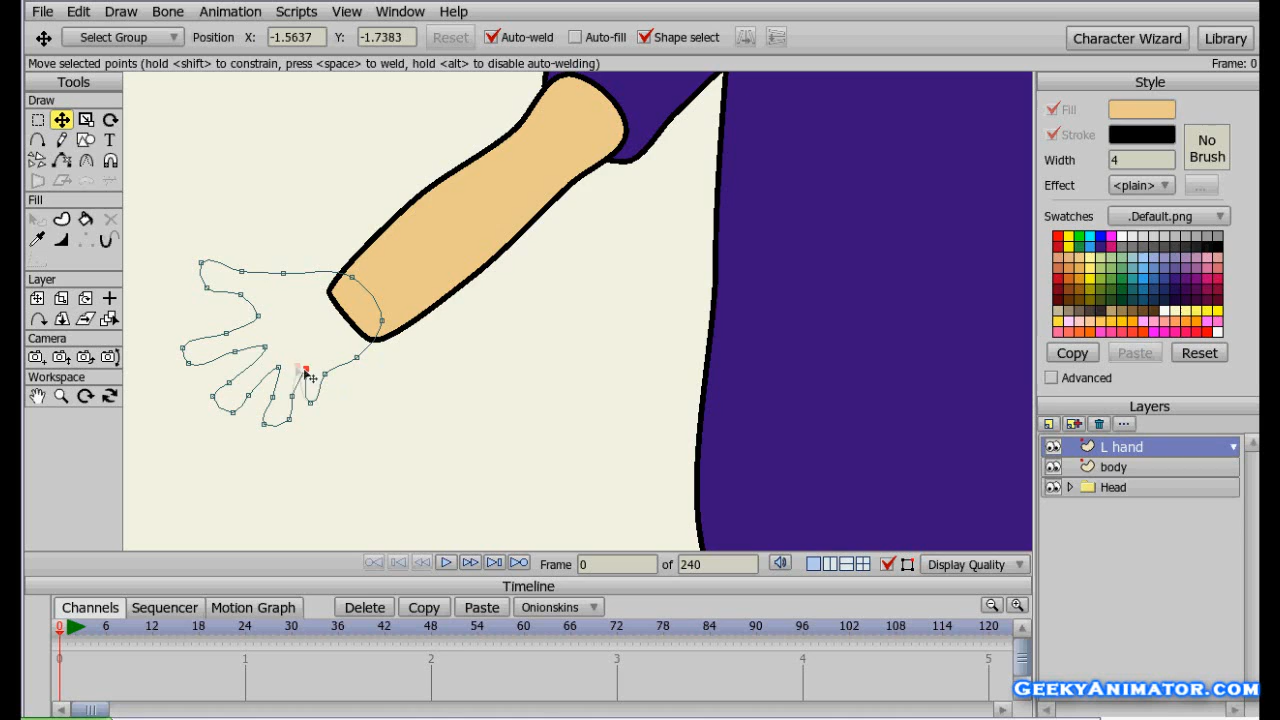 File Edit Draw Bone Animation Scripts View Window Help
Select Group Position X: -1.5637 Y: -1.7383 Reset Auto-weld Auto-fill Shape select Character Wizard Library
Move selected points (hold <shift> to constrain, press <space> to weld, hold <alt> to disable auto-welding) Frame: 0
Tools
Draw
T
Fill
Layer
Camera
Workspace
Style
Fill
Stroke
No Brush
Width 4
Effect <plain> ...
Swatches .Default.png
Copy Paste Reset
Advanced
Layers
L hand
body
Head
Frame 0 of 240 Display Quality
Timeline
Channels Sequencer Motion Graph Delete Copy Paste Onionskins
0 6 12 18 24 30 36 42 48 54 60 66 72 78 84 90 96 102 108 114 120
0 1 2 3 4 5
GeekyAnimator.com